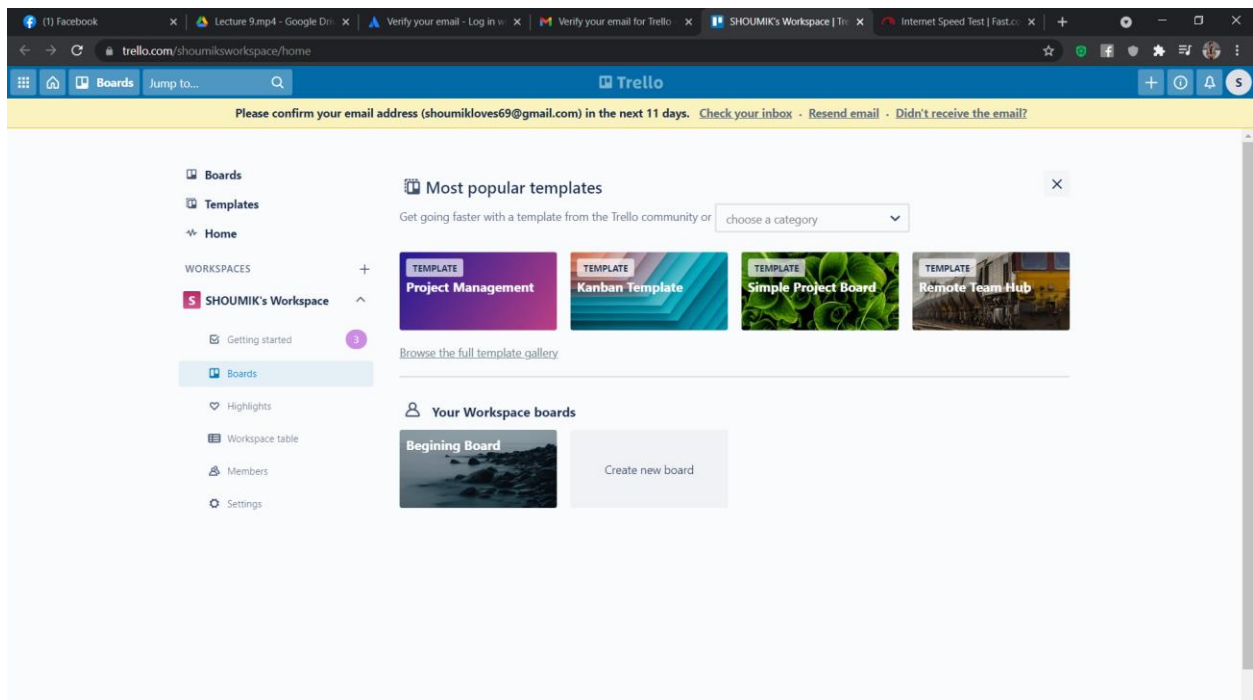 (1) Facebook
Lecture 9.mp4 - Google Dri
Verify your email - Log in w
Verify your email for Trello
SHOUMIK's Workspace | Tre
Internet Speed Test | Fast.co
trello.com/shoumiksworkspace/home
Boards Jump to... Trello S
Please confirm your email address (shoumikloves69@gmail.com) in the next 11 days. Check your inbox - Resend email - Didn't receive the email?
Boards
Templates
Home
WORKSPACES +
S SHOUMIK's Workspace
Getting started 3
Boards
Highlights
Workspace table
Members
Settings
Most popular templates
Get going faster with a template from the Trello community or choose a category
TEMPLATE
Project Management
TEMPLATE
Kanban Template
TEMPLATE
Simple Project Board
TEMPLATE
Remote Team Hub
Browse the full template gallery
Your Workspace boards
Begining Board
Create new board